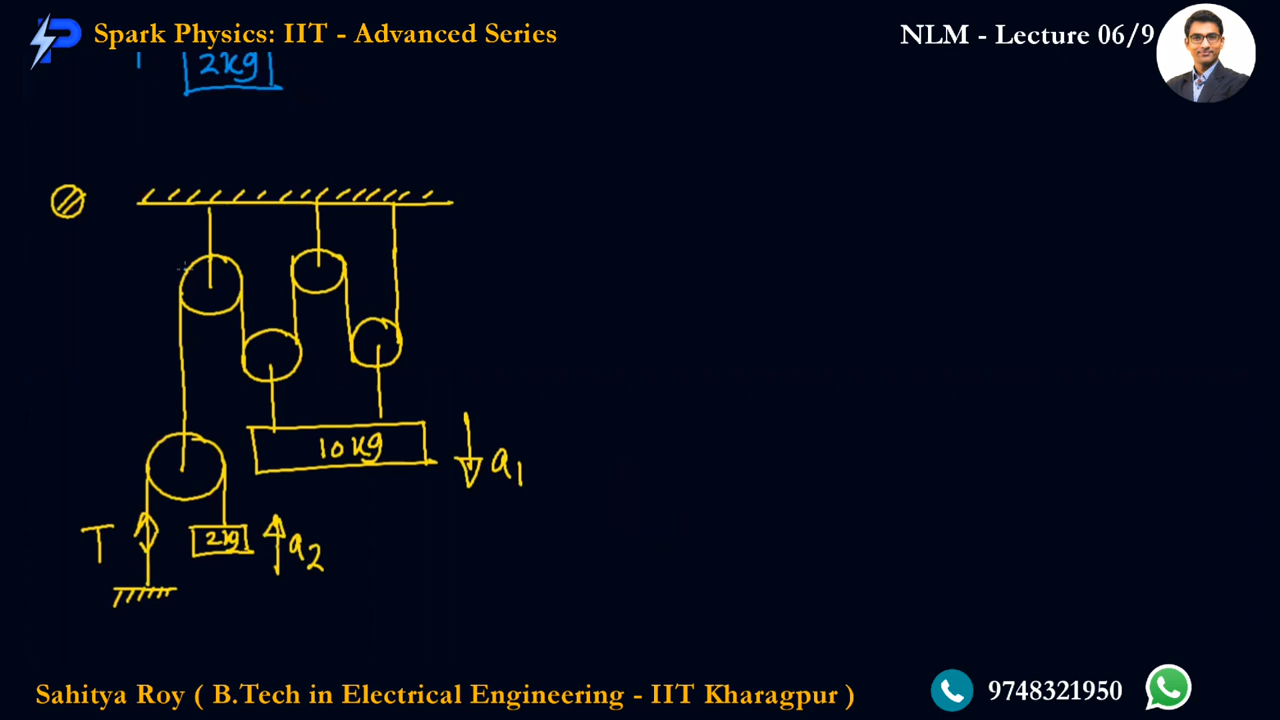 Spark Physics: IIT - Advanced Series
NLM - Lecture 06/9
2kg
10kg
a1
T
2kg
a2
Sahitya Roy ( B.Tech in Electrical Engineering - IIT Kharagpur )
9748321950